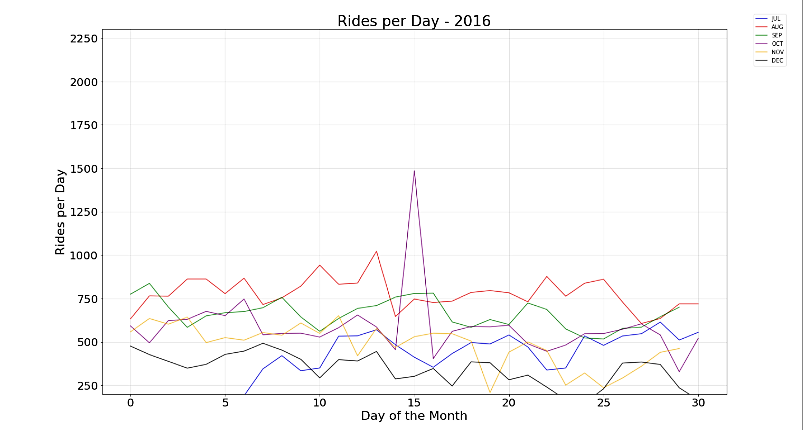 Rides per Day - 2016
JUL
AUG
SEP
OCT
NOV
DEC
2250
2000
1750
1500
1250
1000
750
500
250
Rides per Day
0 5 10 15 20 25 30
Day of the Month